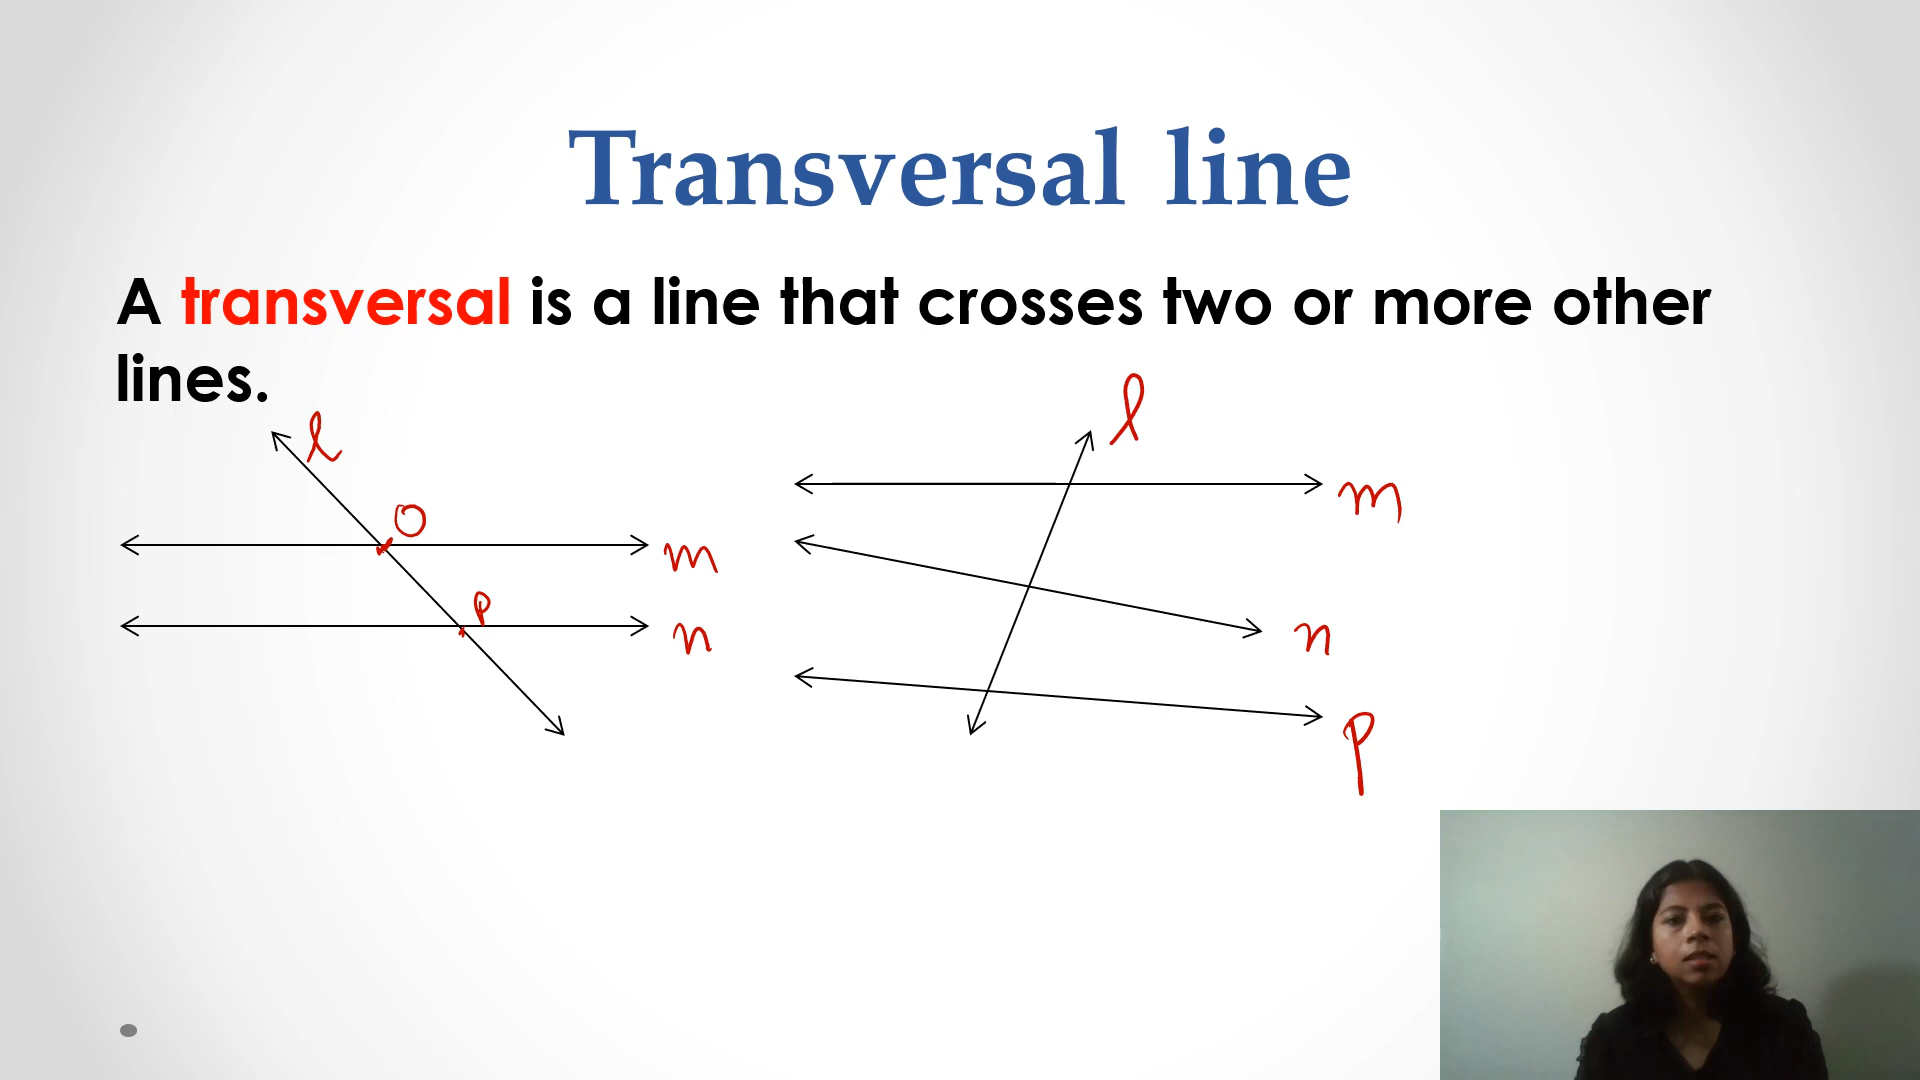 Transversal line
A transversal is a line that crosses two or more other
lines.
l
O
m
P
n
l
m
n
p